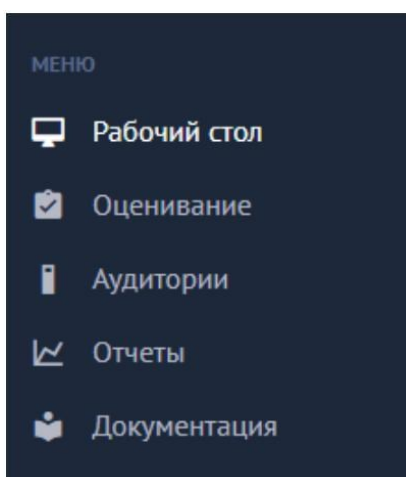 МЕНЮ
Рабочий стол
Оценивание
Аудитории
Отчеты
Документация